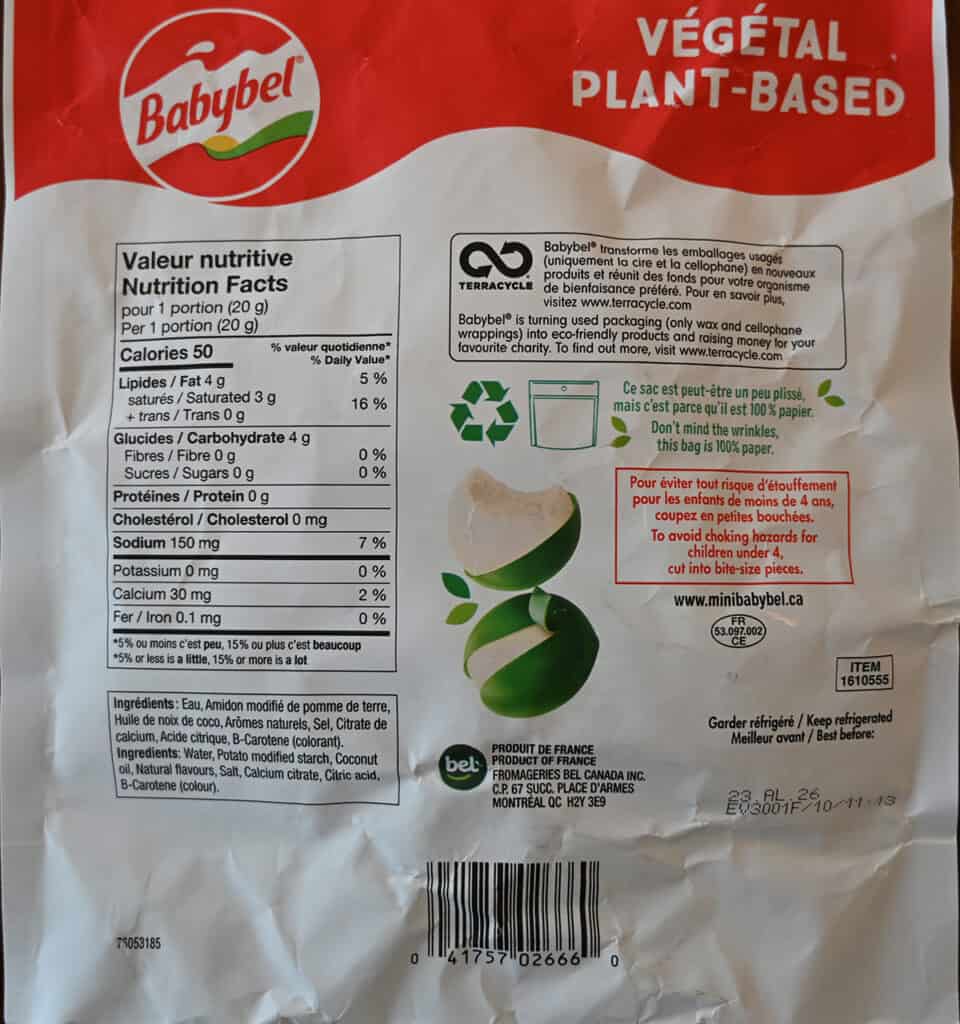 Babybel
VÉGÉTAL
PLANT-BASED
Valeur nutritive
Nutrition Facts
pour 1 portion (20 g)
Per 1 portion (20 g)
Calories 50
% valeur quotidienne*
% Daily Value*
Lipides / Fat 4 g 5 %
saturés / Saturated 3 g
+ trans / Trans 0 g
16 %
Glucides / Carbohydrate 4 g
Fibres / Fibre 0 g 0 %
Sucres / Sugars 0 g 0 %
Protéines / Protein 0 g
Cholestérol / Cholesterol 0 mg
Sodium 150 mg 7 %
Potassium 0 mg 0 %
Calcium 30 mg 2 %
Fer / Iron 0.1 mg 0 %
*5% ou moins c'est peu, 15% ou plus c'est beaucoup
*5% or less is a little, 15% or more is a lot
Ingrédients : Eau, Amidon modifié de pomme de terre,
Huile de noix de coco, Arômes naturels, Sel, Citrate de
calcium, Acide citrique, B-Carotene (colorant).
Ingredients: Water, Potato modified starch, Coconut
oil, Natural flavours, Salt, Calcium citrate, Citric acid,
B-Carotene (colour).
TERRACYCLE
Babybel® transforme les emballages usagés
(uniquement la cire et la cellophane) en nouveaux
produits et réunit des fonds pour votre organisme
de bienfaisance préféré. Pour en savoir plus,
visitez www.terracycle.com
Babybel® is turning used packaging (only wax and cellophane
wrappings) into eco-friendly products and raising money for your
favourite charity. To find out more, visit www.terracycle.com
Ce sac est peut-être un peu plissé,
mais c'est parce qu'il est 100 % papier.
Don't mind the wrinkles,
this bag is 100% paper.
Pour éviter tout risque d'étouffement
pour les enfants de moins de 4 ans,
coupez en petites bouchées.
To avoid choking hazards for
children under 4,
cut into bite-size pieces.
www.minibabybel.ca
FR
53.097.002
CE
ITEM
1610555
Garder réfrigéré / Keep refrigerated
Meilleur avant / Best before:
23 AL 26
EV3001F/10/11:13
bel
PRODUIT DE FRANCE
PRODUCT OF FRANCE
FROMAGERIES BEL CANADA INC.
C.P. 67 SUCC. PLACE D'ARMES
MONTRÉAL QC H2Y 3E9
0 41757 02666 0